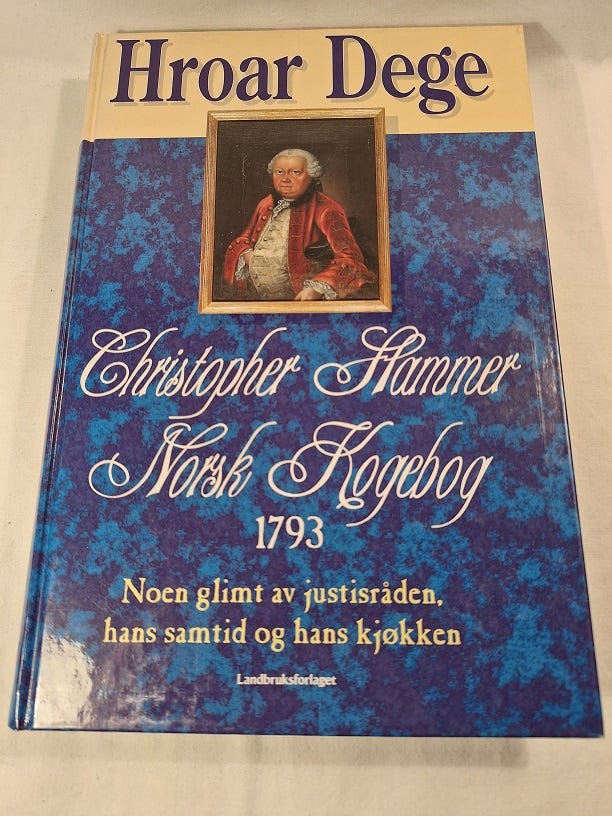 Hroar Dege
Christopher Hammer
Norsk Kogebog
1793
Noen glimt av justisråden,
hans samtid og hans kjøkken
Landbruksforlaget